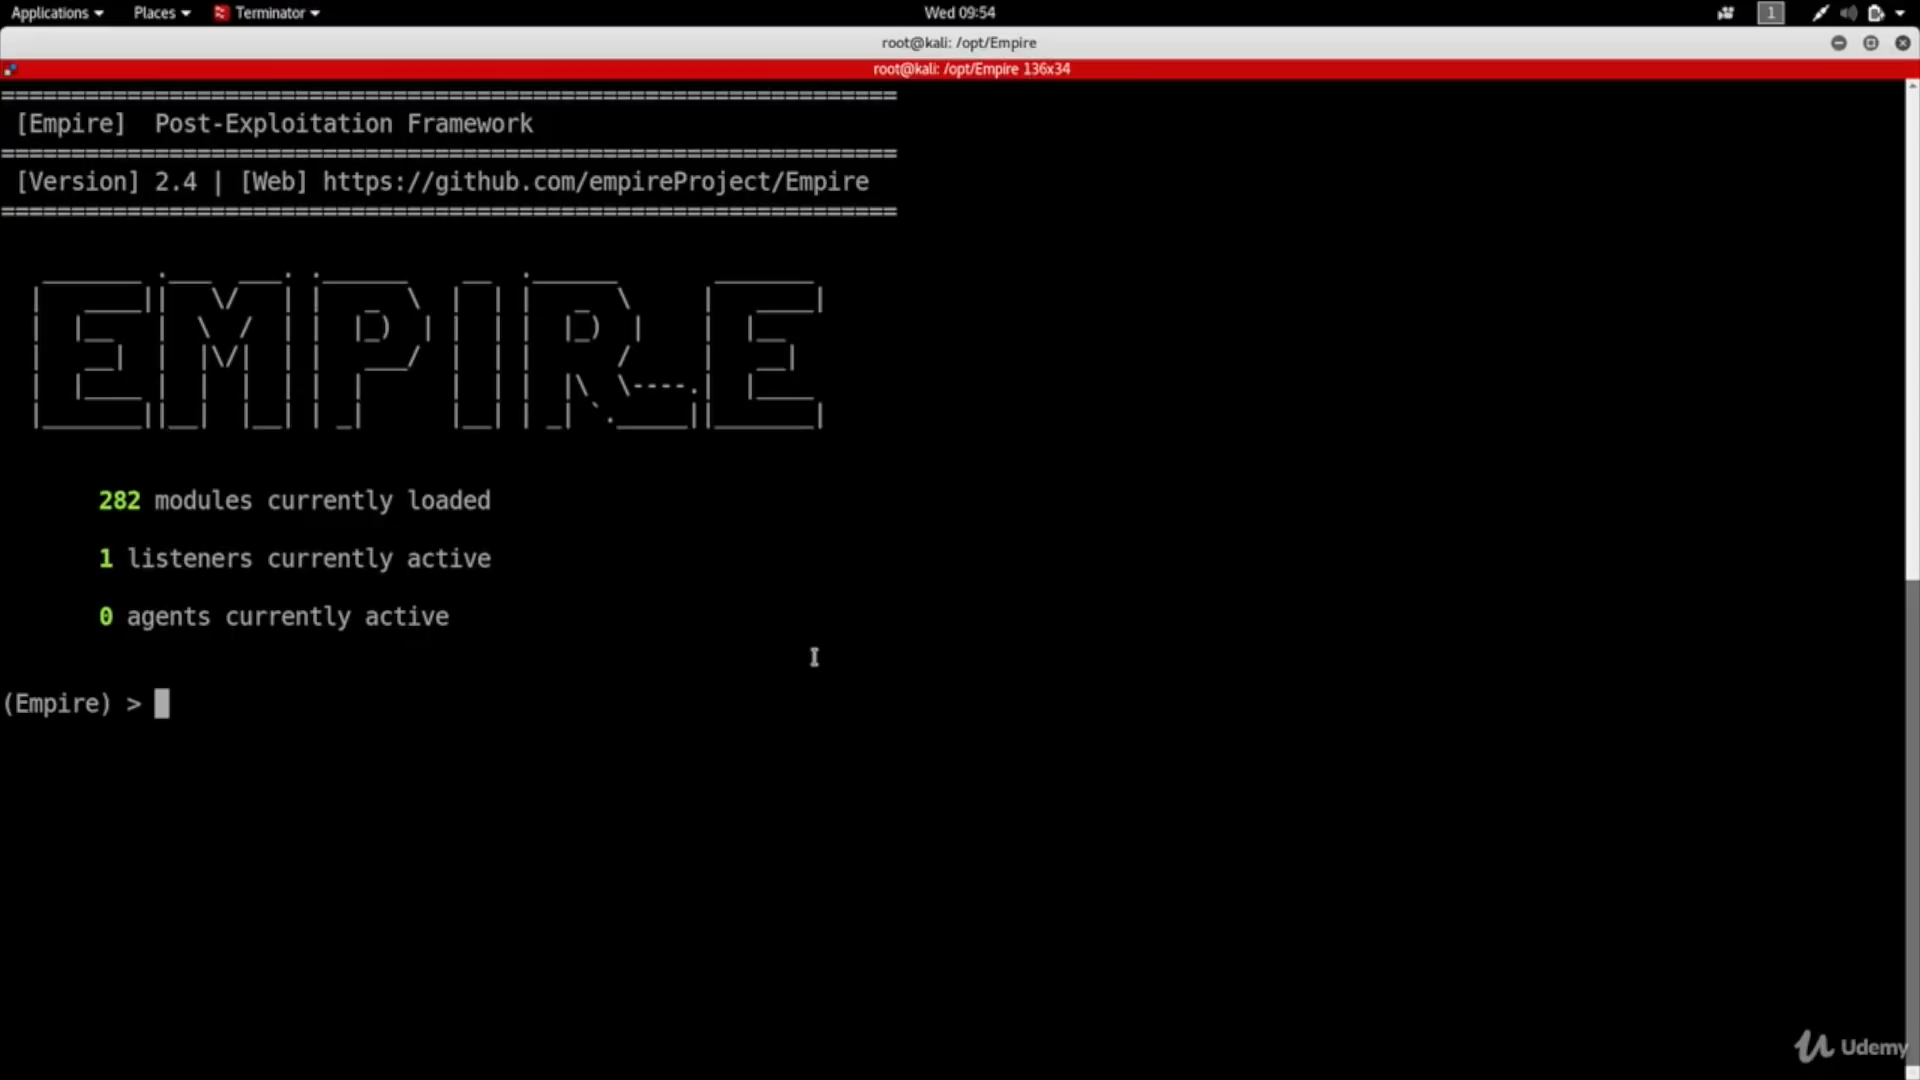 Applications Places Terminator Wed 09:54 1
root@kali: /opt/Empire
root@kali: /opt/Empire 136x34
================================================================
[Empire]  Post-Exploitation Framework
================================================================
[Version] 2.4 | [Web] https://github.com/empireProject/Empire
================================================================
EMPIRE
282 modules currently loaded
1 listeners currently active
0 agents currently active
(Empire) >
Udemy